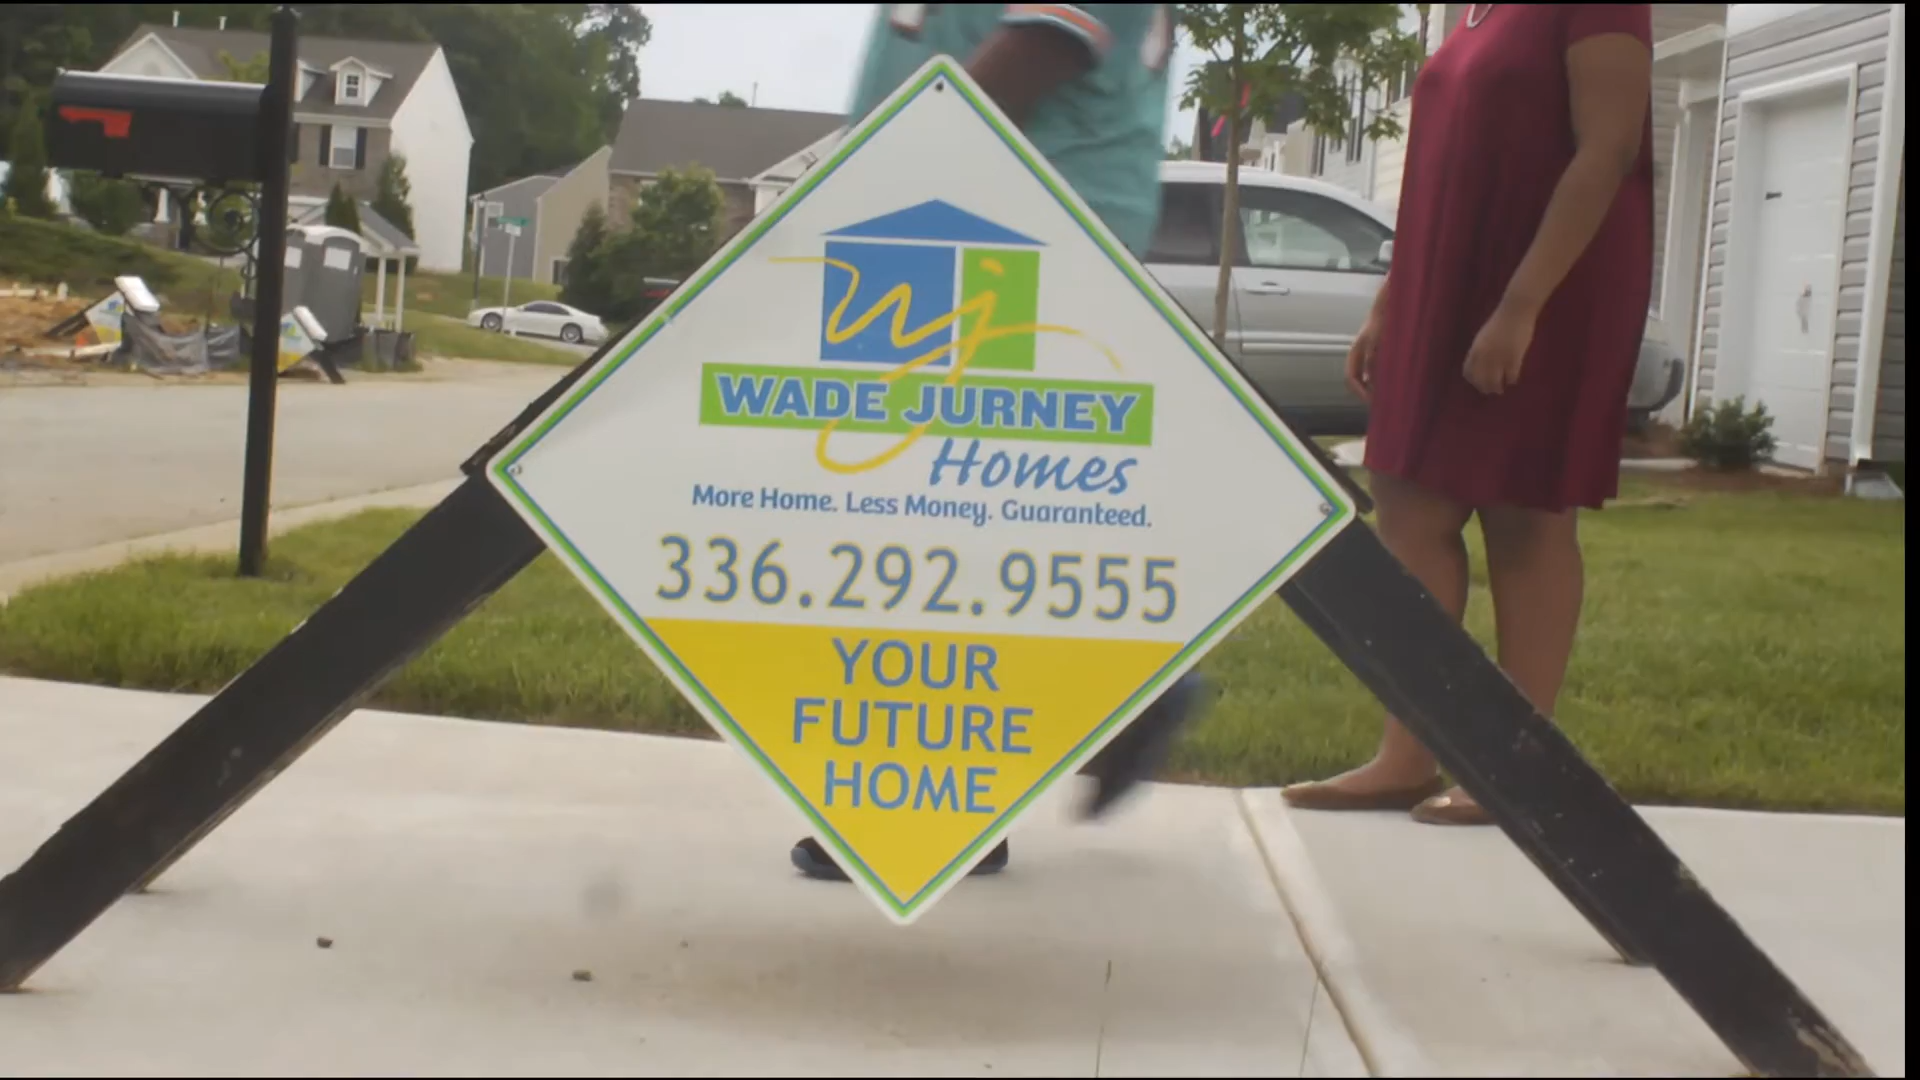 wj
WADE JURNEY
Homes
More Home. Less Money. Guaranteed.
336.292.9555
YOUR
FUTURE
HOME